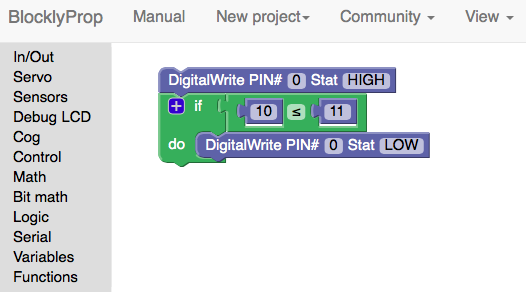 BlocklyProp Manual New project▾ Community ▾ View ▾
In/Out
Servo
Sensors
Debug LCD
Cog
Control
Math
Bit math
Logic
Serial
Variables
Functions
DigitalWrite PIN# 0 Stat HIGH
if 10 ≤ 11
do DigitalWrite PIN# 0 Stat LOW